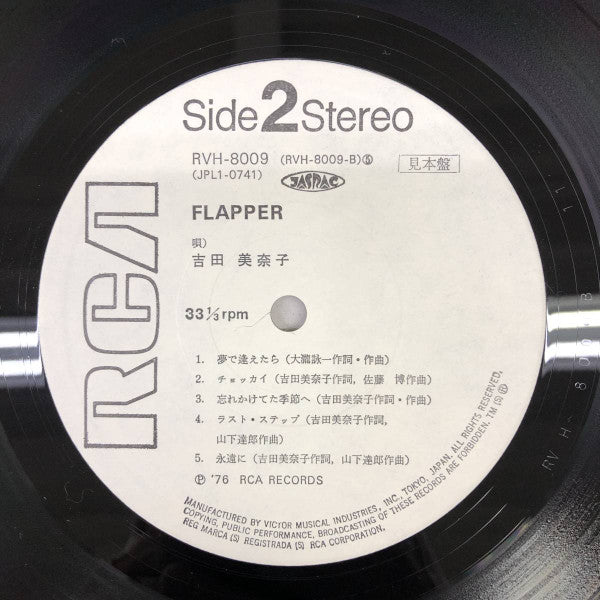 Side 2 Stereo
RVH-8009 (RVH-8009-B)Ⓢ 見本盤
(JPL1-0741) JASRAC
FLAPPER
唄)
吉田 美奈子
33 1/3 rpm
RCA
1. 夢で逢えたら (大瀧詠一作詞・作曲)
2. チョッカイ (吉田美奈子作詞, 佐藤 博作曲)
3. 忘れかけてた季節へ (吉田美奈子作詞・作曲)
4. ラスト・ステップ (吉田美奈子作詞,
山下達郎作曲)
5. 永遠に (吉田美奈子作詞, 山下達郎作曲)
Ⓟ '76 RCA RECORDS
MANUFACTURED BY VICTOR MUSICAL INDUSTRIES, INC., TOKYO, JAPAN. ALL RIGHTS RESERVED.
COPYING, PUBLIC PERFORMANCE, BROADCASTING OF THESE RECORDS ARE FORBIDDEN. TM(S)Ⓡ
REG MARCA (S) REGISTRADA (S) RCA CORPORATION.